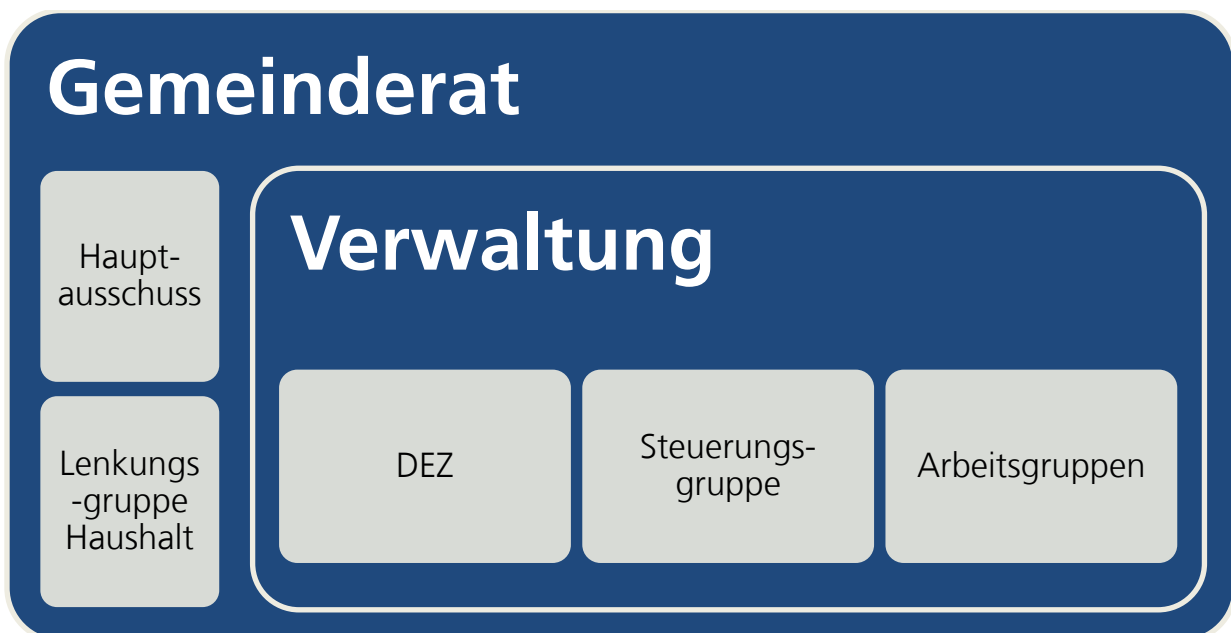 Gemeinderat
Haupt-
ausschuss
Lenkungs
-gruppe
Haushalt
Verwaltung
DEZ
Steuerungs-
gruppe
Arbeitsgruppen